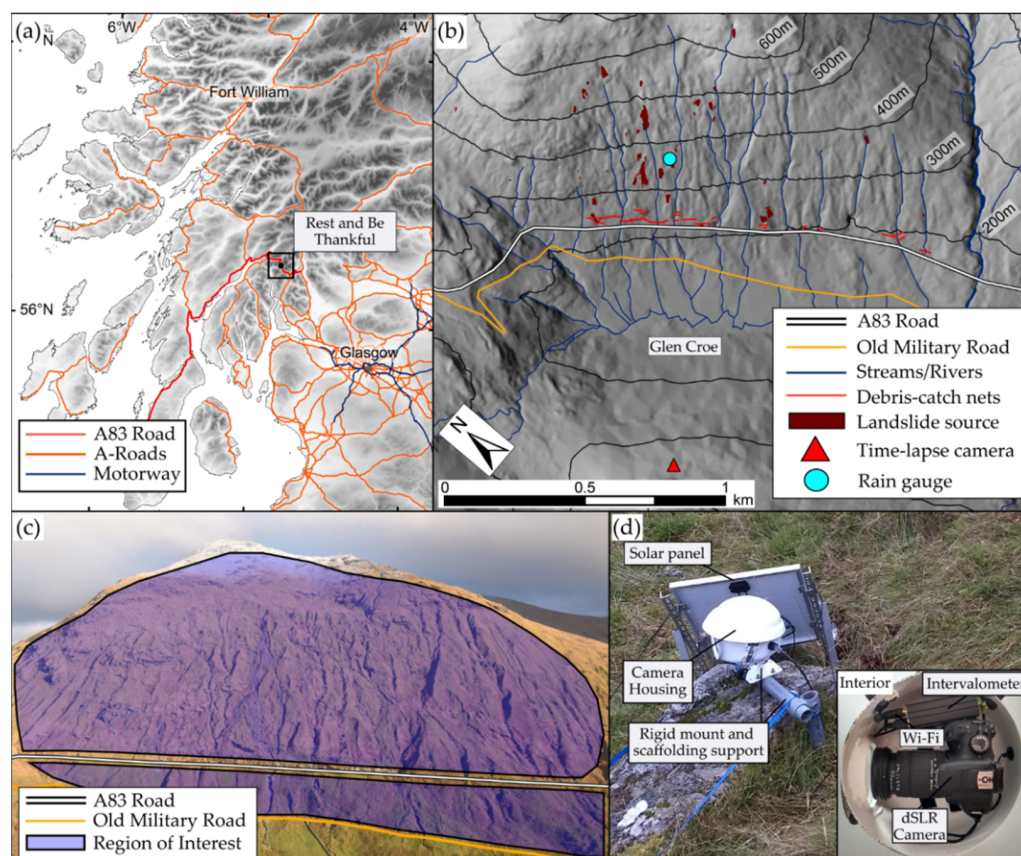 (a)
6°W
4°W
57°N
Fort William
Rest and Be
Thankful
56°N
Glasgow
A83 Road
A-Roads
Motorway
(b)
600m
500m
400m
300m
200m
Glen Croe
N
0
0.5
1
km
A83 Road
Old Military Road
Streams/Rivers
Debris-catch nets
Landslide source
Time-lapse camera
Rain gauge
(c)
A83 Road
Old Military Road
Region of Interest
(d)
Solar panel
Camera
Housing
Rigid mount and
scaffolding support
Interior
Intervalometer
Wi-Fi
dSLR
Camera